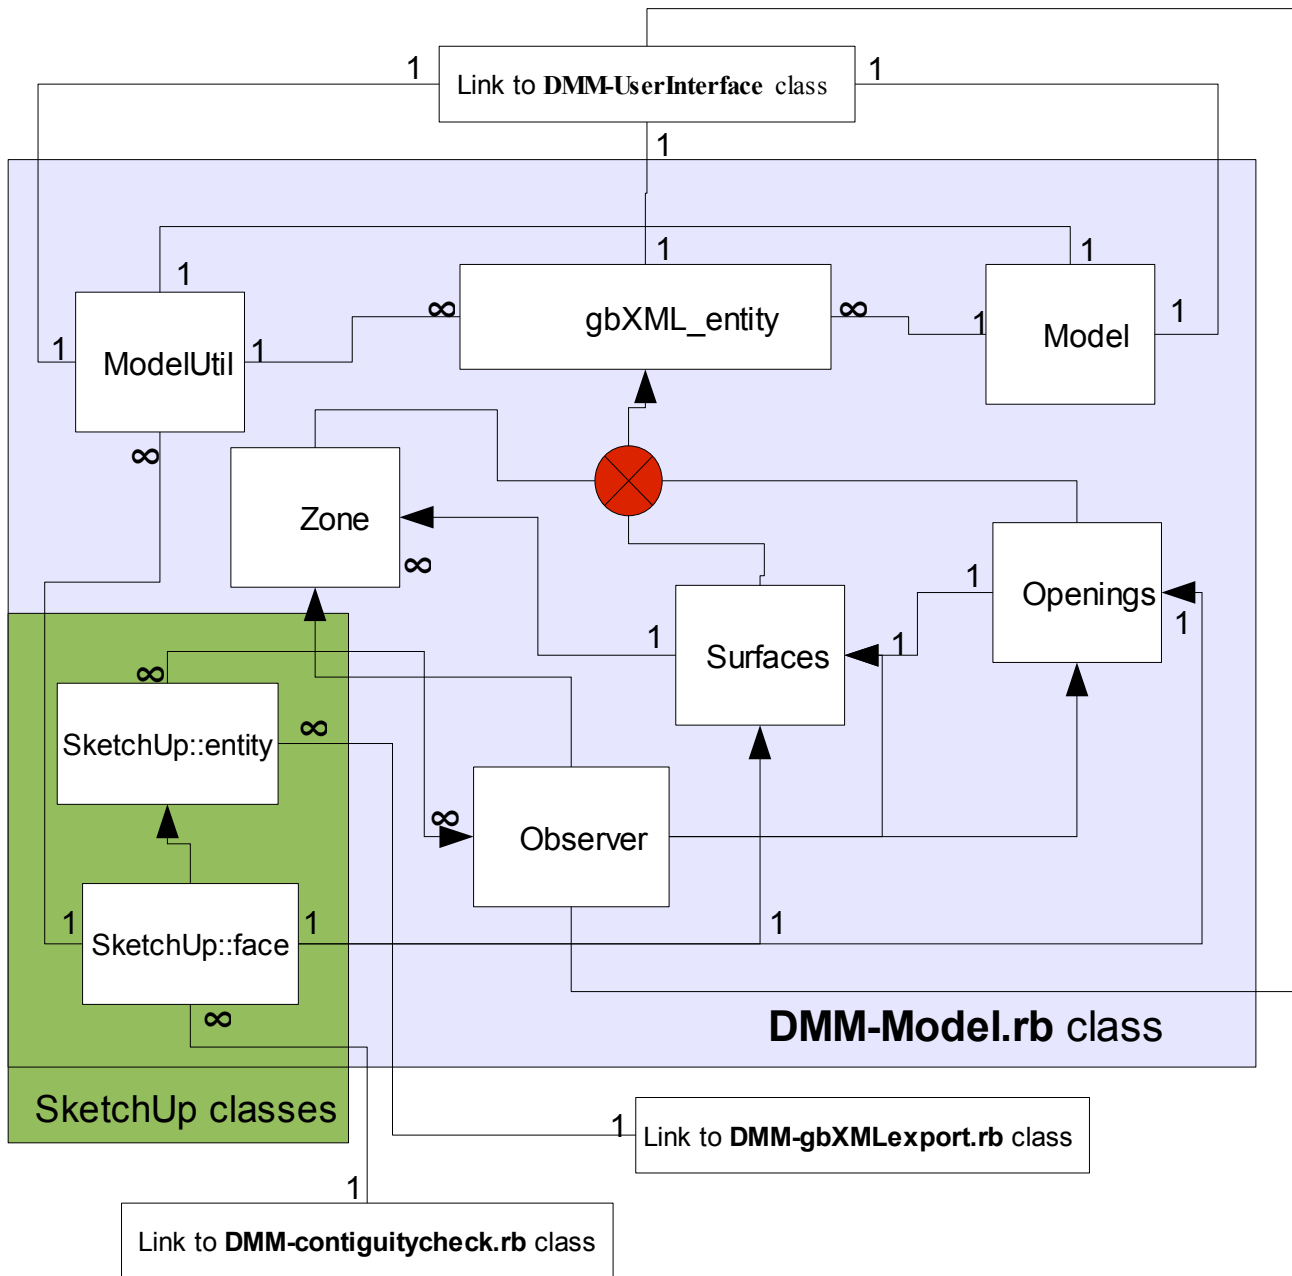 1
Link to DMM-UserInterface class
1
1
1
1
1
ModelUtil
1
1
∞
gbXML_entity
1
∞
1
Model
1
∞
Zone
∞
1
Surfaces
1
1
Openings
1
∞
SketchUp::entity
∞
∞
Observer
1
SketchUp::face
1
1
∞
DMM-Model.rb class
SketchUp classes
1
Link to DMM-gbXMLexport.rb class
1
Link to DMM-contiguitycheck.rb class